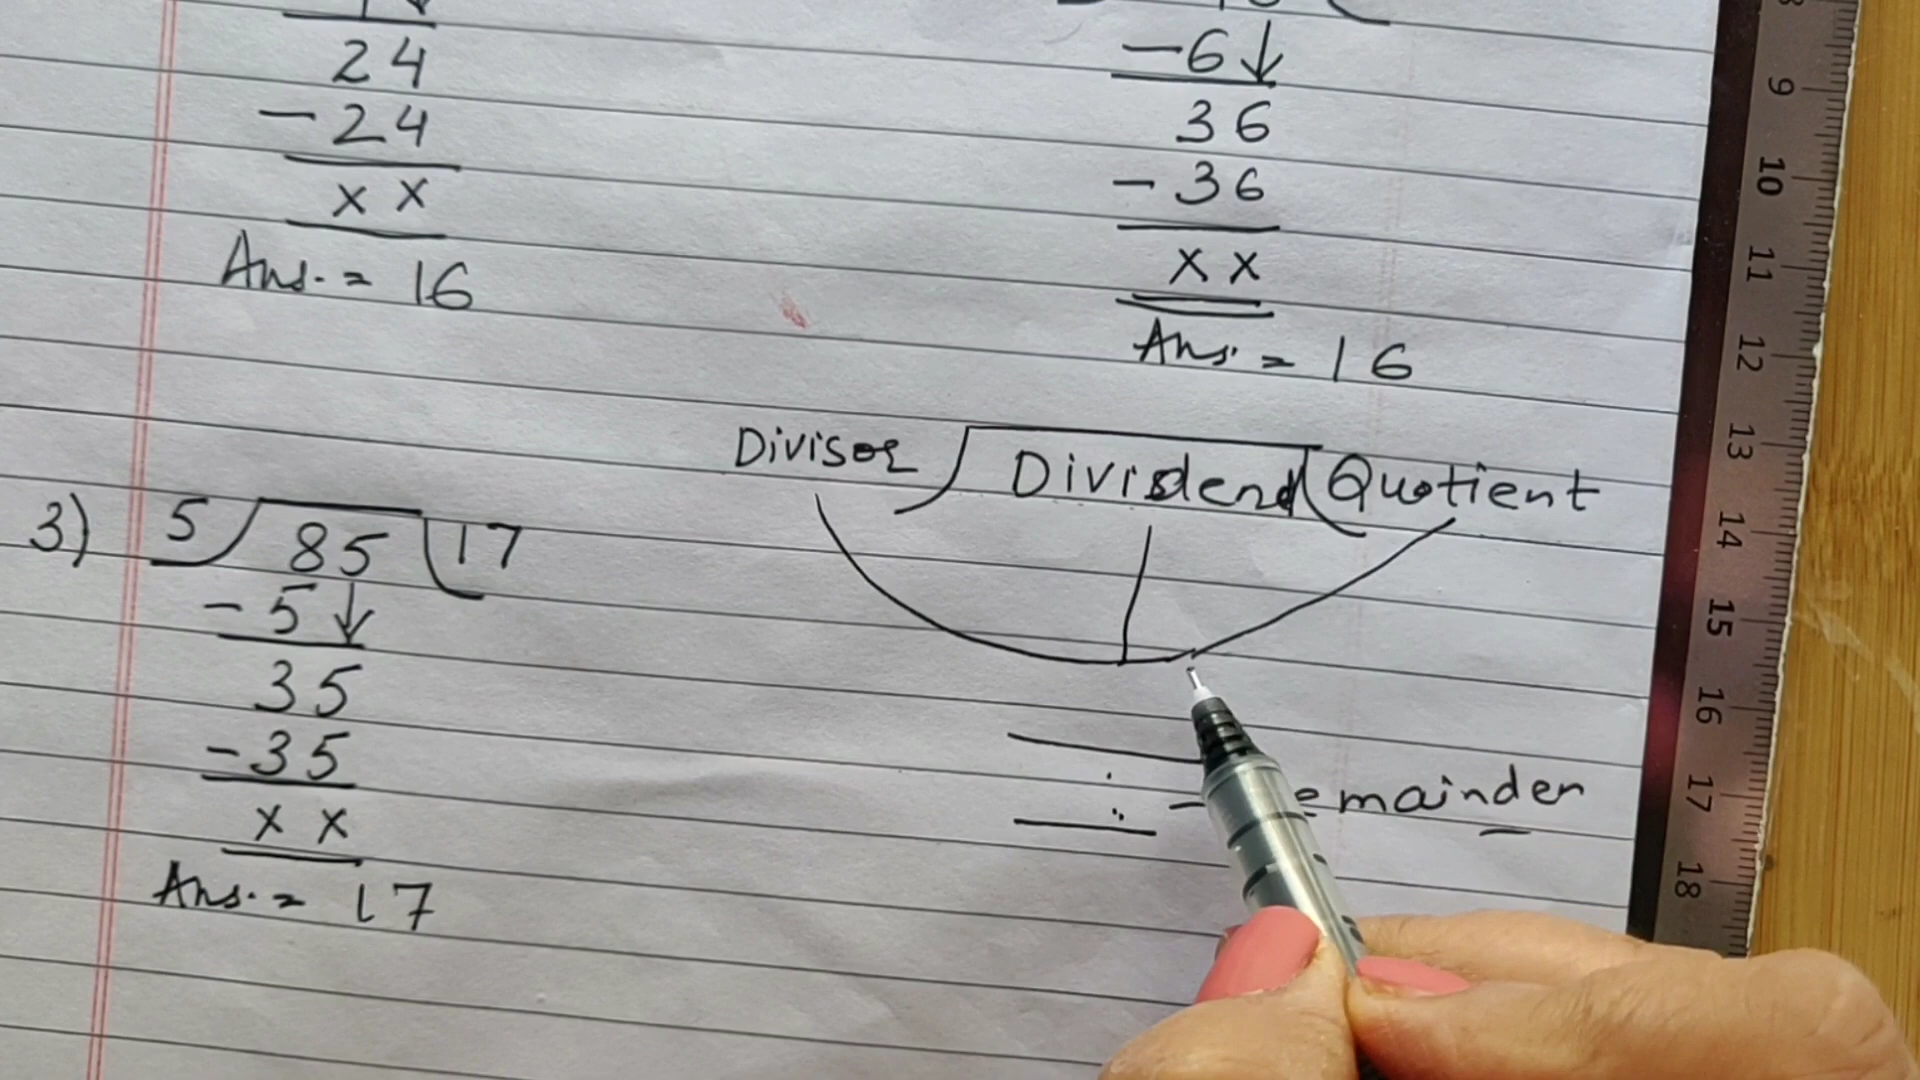 24
- 24
x x
Ans. = 16
- 6 ↓
36
- 36
x x
Ans. = 16
Divisor Dividend Quotient
Remainder
3) 5 85 17
- 5 ↓
35
- 35
x x
Ans. = 17
9
10
11
12
13
14
15
16
17
18